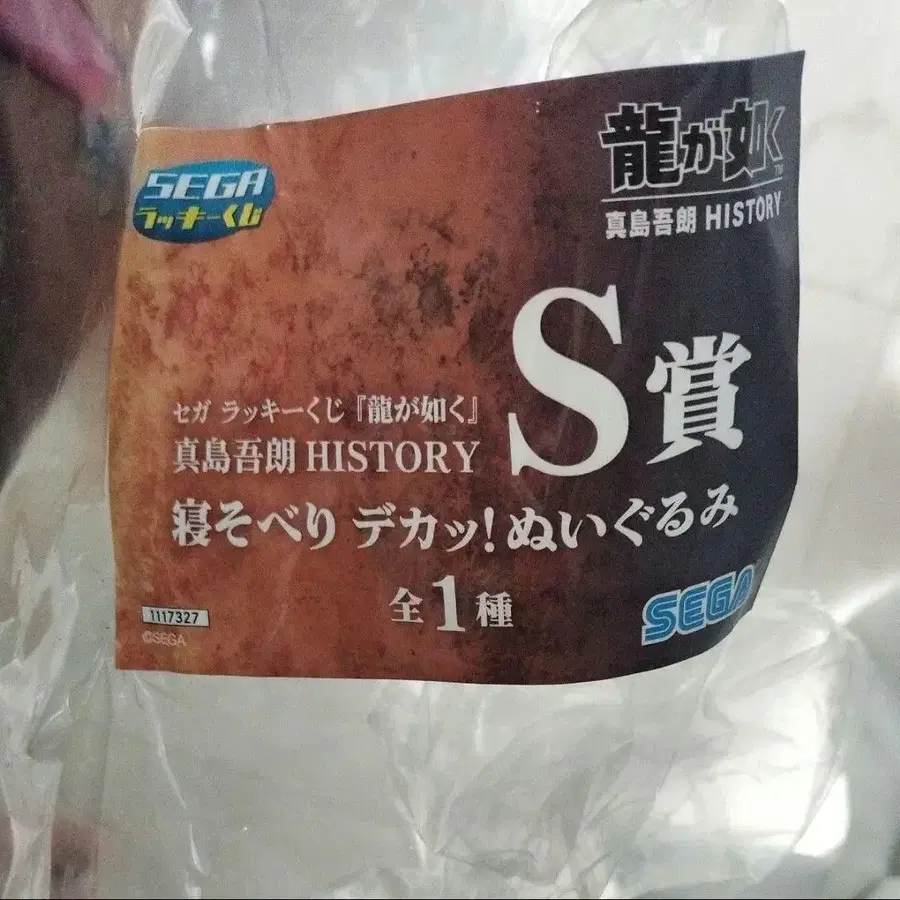 SEGA
ラッキーくじ
龍が如く
TM
真島吾朗 HISTORY
S賞
セガ ラッキーくじ『龍が如く』
真島吾朗 HISTORY
寝そべり デカッ!ぬいぐるみ
全1種
1117327
©SEGA
SEGA